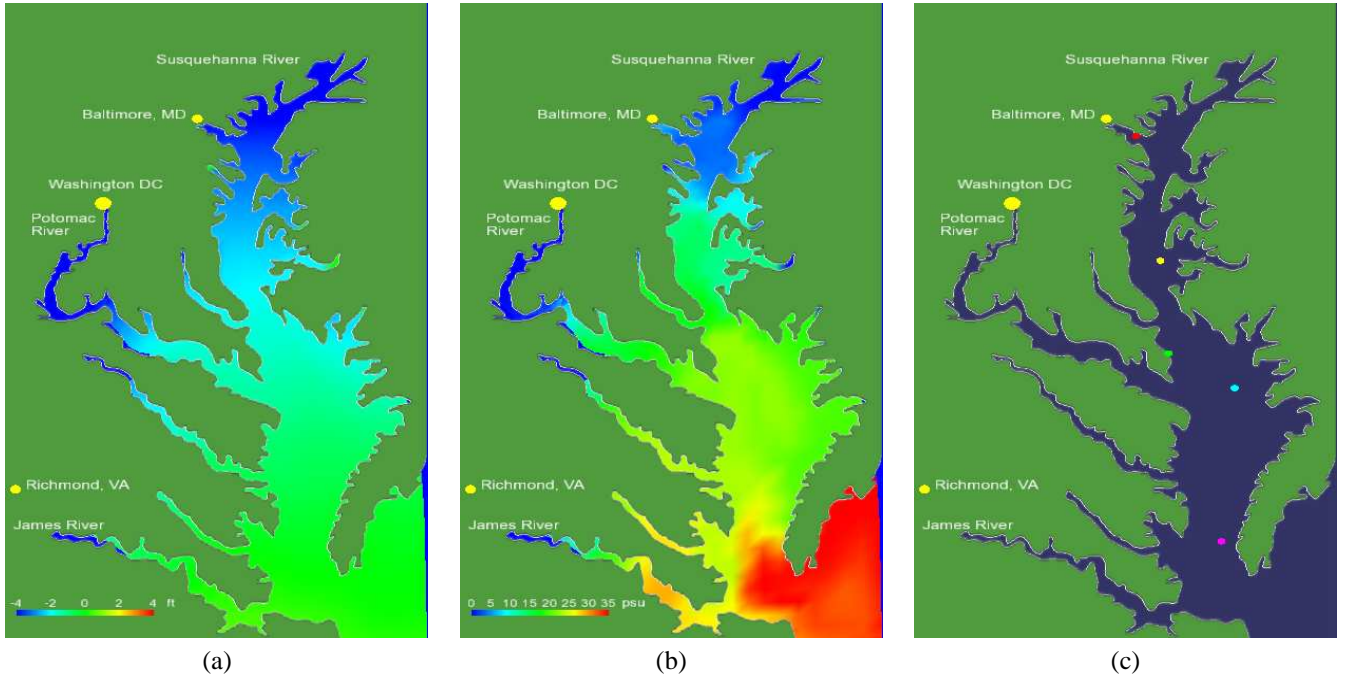 Susquehanna River
Baltimore, MD
Washington DC
Potomac
River
Richmond, VA
James River
-4 -2 0 2 4 ft
(a)
Susquehanna River
Baltimore, MD
Washington DC
Potomac
River
Richmond, VA
James River
0 5 10 15 20 25 30 35 psu
(b)
Susquehanna River
Baltimore, MD
Washington DC
Potomac
River
Richmond, VA
James River
(c)